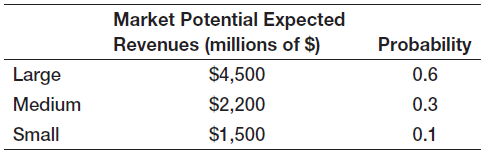 Market Potential Expected
Revenues (millions of $) Probability
Large $4,500 0.6
Medium $2,200 0.3
Small $1,500 0.1